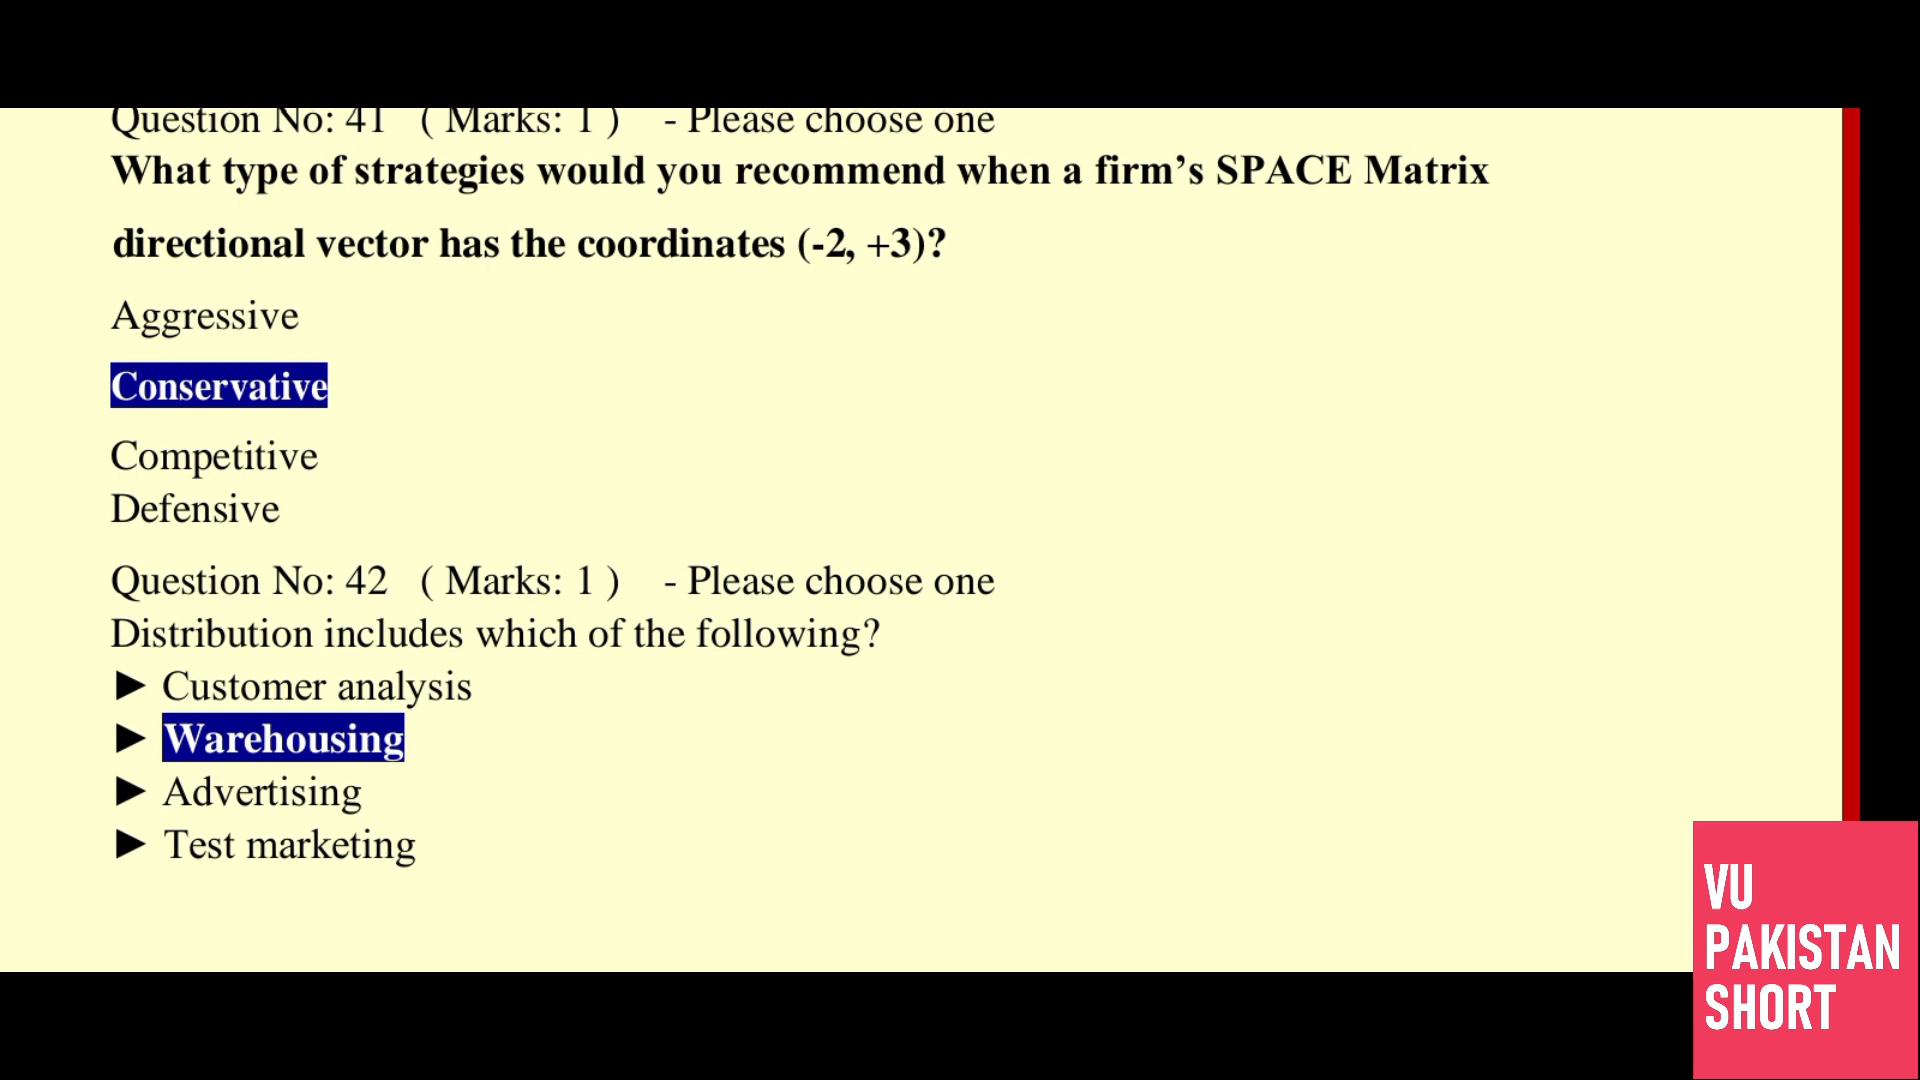 Question No: 41 ( Marks: 1 ) - Please choose one
What type of strategies would you recommend when a firm’s SPACE Matrix
directional vector has the coordinates (-2, +3)?
Aggressive
Conservative
Competitive
Defensive
Question No: 42 ( Marks: 1 ) - Please choose one
Distribution includes which of the following?
► Customer analysis
► Warehousing
► Advertising
► Test marketing
VU
PAKISTAN
SHORT